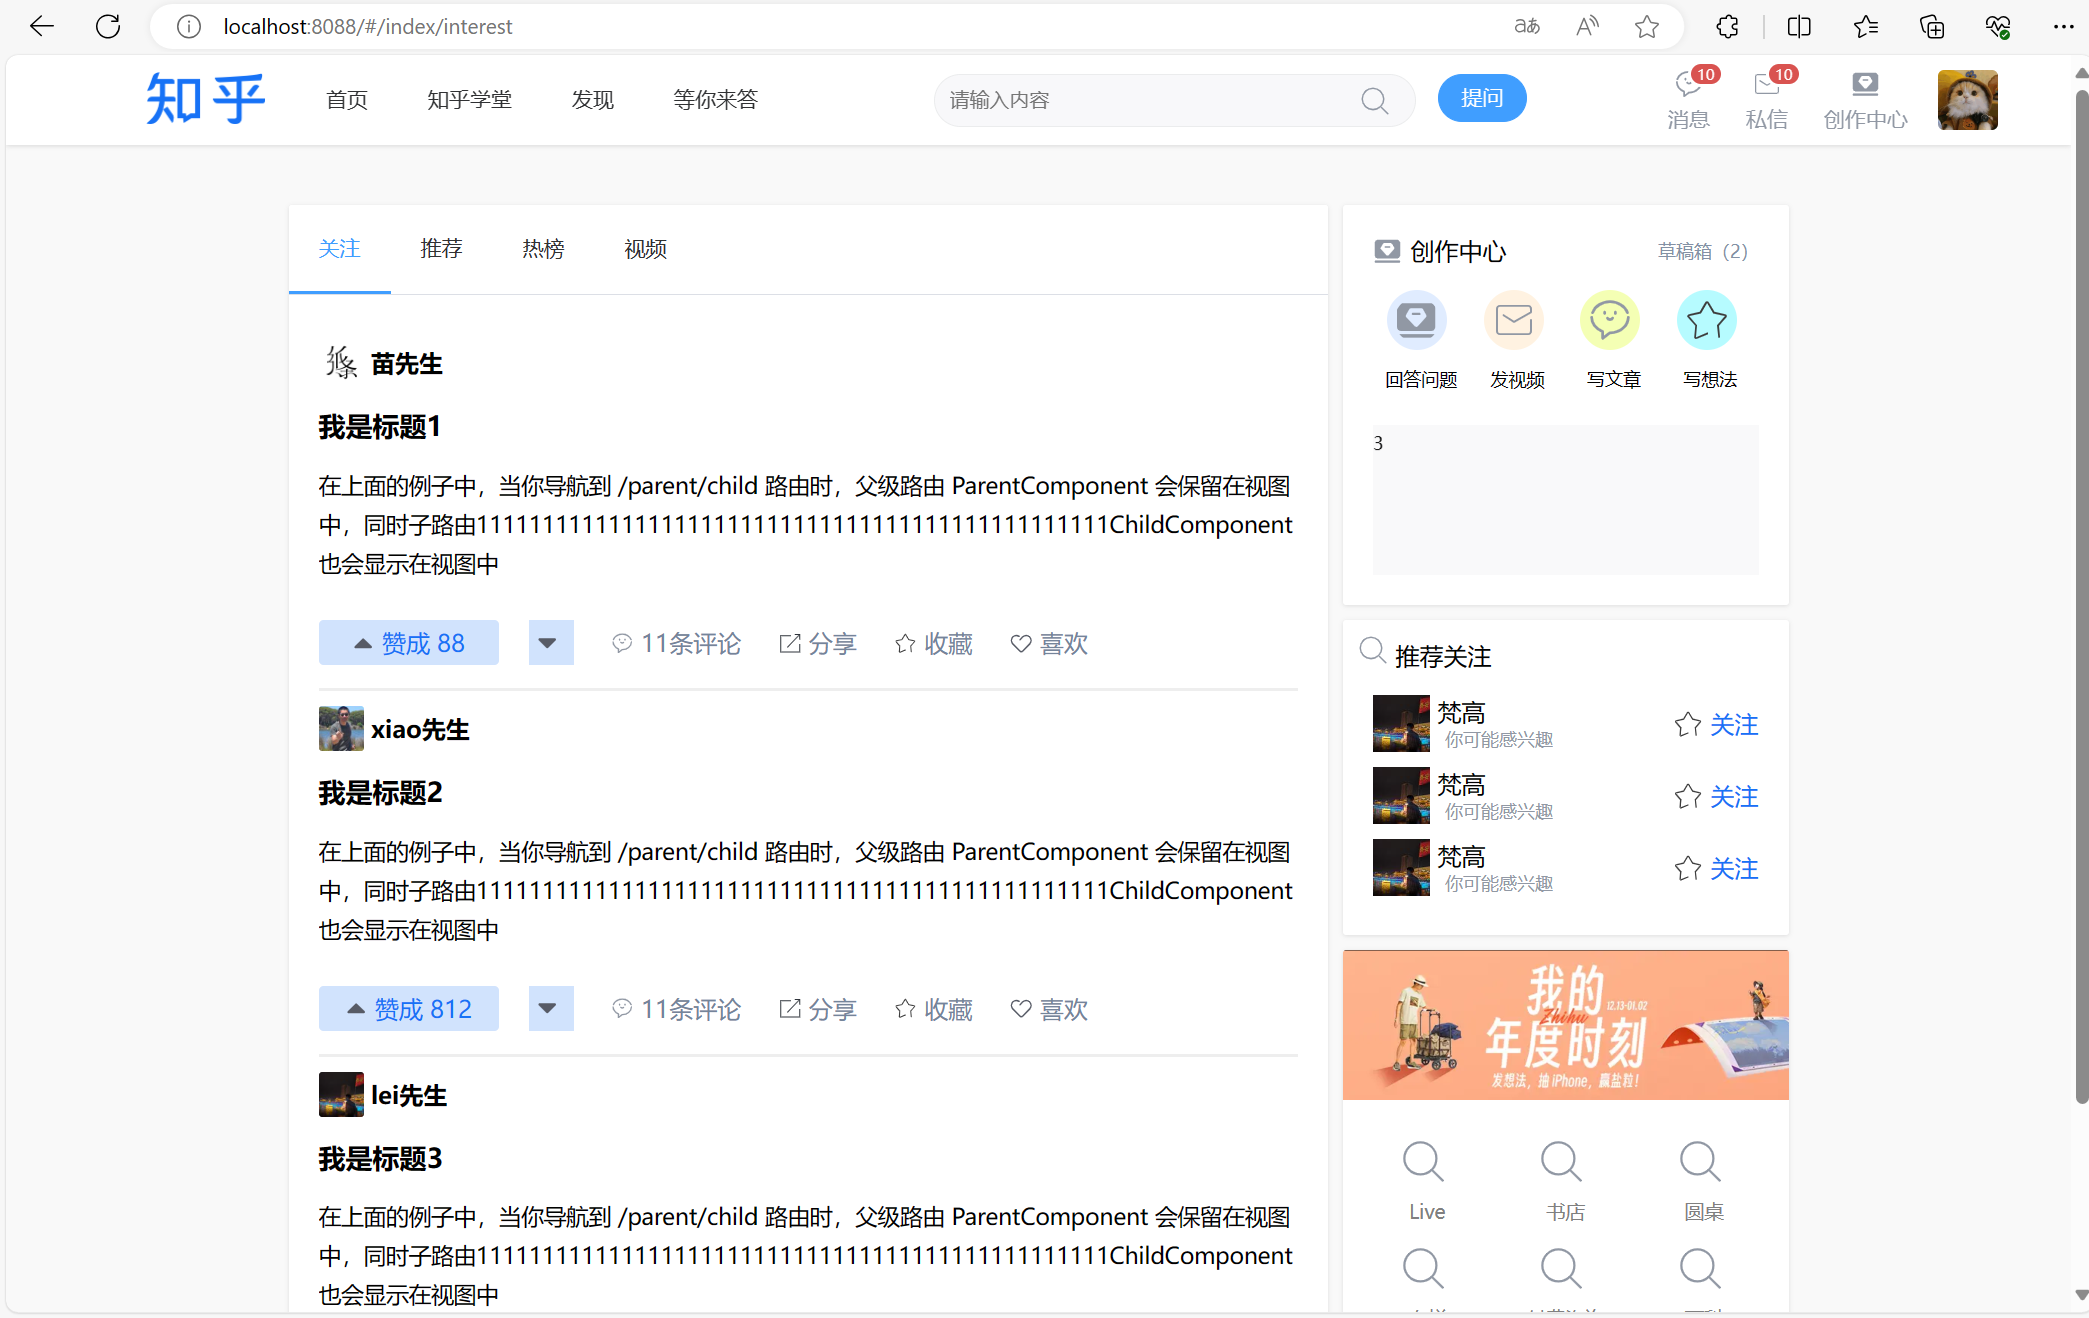 localhost:8088/#/index/interest
知乎 首页 知乎学堂 发现 等你来答 请输入内容 提问 10 消息 10 私信 创作中心
关注 推荐 热榜 视频
苗先生
我是标题1
在上面的例子中，当你导航到 /parent/child 路由时，父级路由 ParentComponent 会保留在视图
中，同时子路由111111111111111111111111111111111111111111111111ChildComponent
也会显示在视图中
赞成 88 11条评论 分享 收藏 喜欢
xiao先生
我是标题2
在上面的例子中，当你导航到 /parent/child 路由时，父级路由 ParentComponent 会保留在视图
中，同时子路由111111111111111111111111111111111111111111111111ChildComponent
也会显示在视图中
赞成 812 11条评论 分享 收藏 喜欢
lei先生
我是标题3
在上面的例子中，当你导航到 /parent/child 路由时，父级路由 ParentComponent 会保留在视图
中，同时子路由111111111111111111111111111111111111111111111111ChildComponent
也会显示在视图中
创作中心 草稿箱（2）
回答问题 发视频 写文章 写想法
3
推荐关注
梵高
你可能感兴趣
关注
梵高
你可能感兴趣
关注
梵高
你可能感兴趣
关注
我的
12.13-01.02
Zhihu
年度时刻
发想法，抽 iPhone，赢盐粒！
Live 书店 圆桌